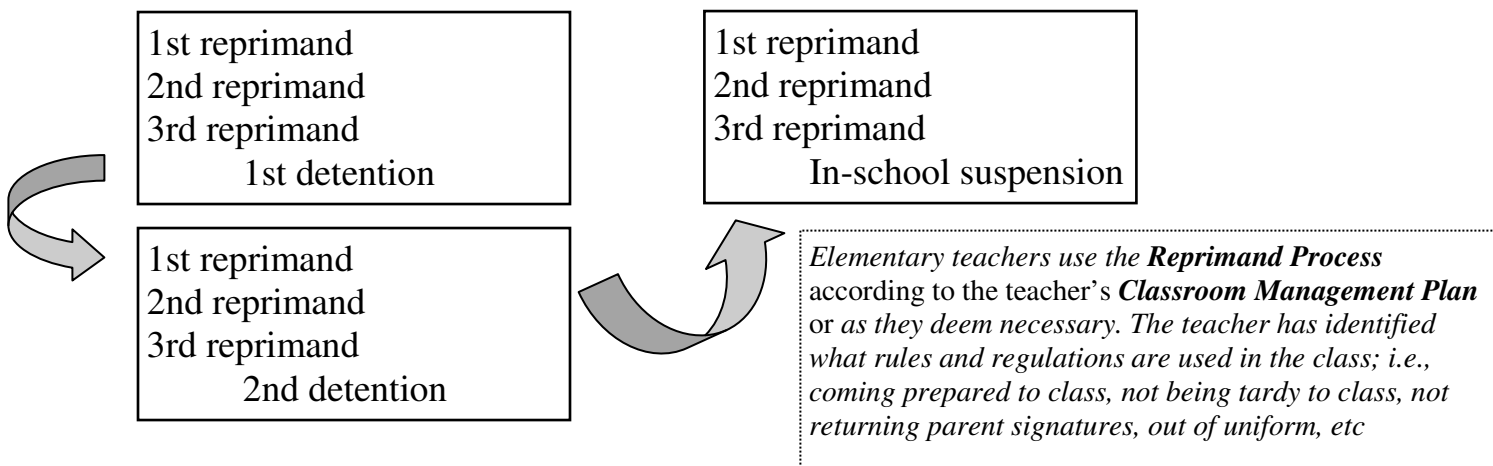 1st reprimand
2nd reprimand
3rd reprimand
1st detention
1st reprimand
2nd reprimand
3rd reprimand
2nd detention
1st reprimand
2nd reprimand
3rd reprimand
In-school suspension
Elementary teachers use the Reprimand Process
according to the teacher’s Classroom Management Plan
or as they deem necessary. The teacher has identified
what rules and regulations are used in the class; i.e.,
coming prepared to class, not being tardy to class, not
returning parent signatures, out of uniform, etc